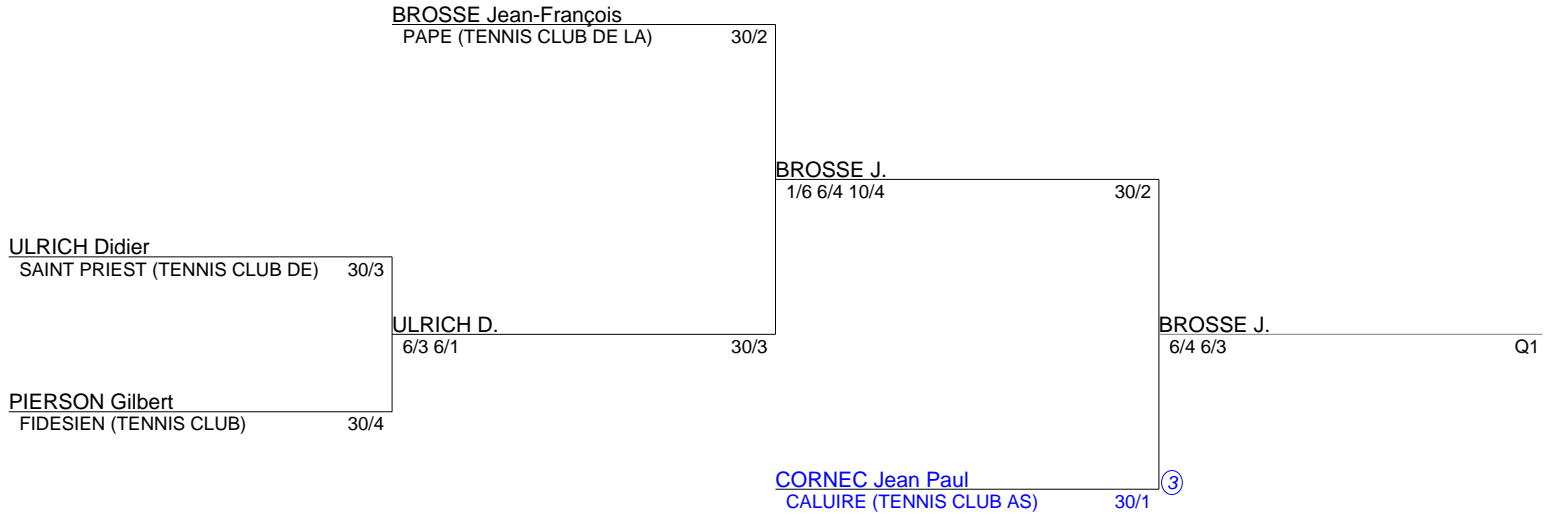 BROSSE Jean-François
PAPE (TENNIS CLUB DE LA) 30/2
BROSSE J.
1/6 6/4 10/4 30/2
ULRICH Didier
SAINT PRIEST (TENNIS CLUB DE) 30/3
ULRICH D.
6/3 6/1 30/3
BROSSE J.
6/4 6/3 Q1
PIERSON Gilbert
FIDESIEN (TENNIS CLUB) 30/4
CORNEC Jean Paul 3
CALUIRE (TENNIS CLUB AS) 30/1